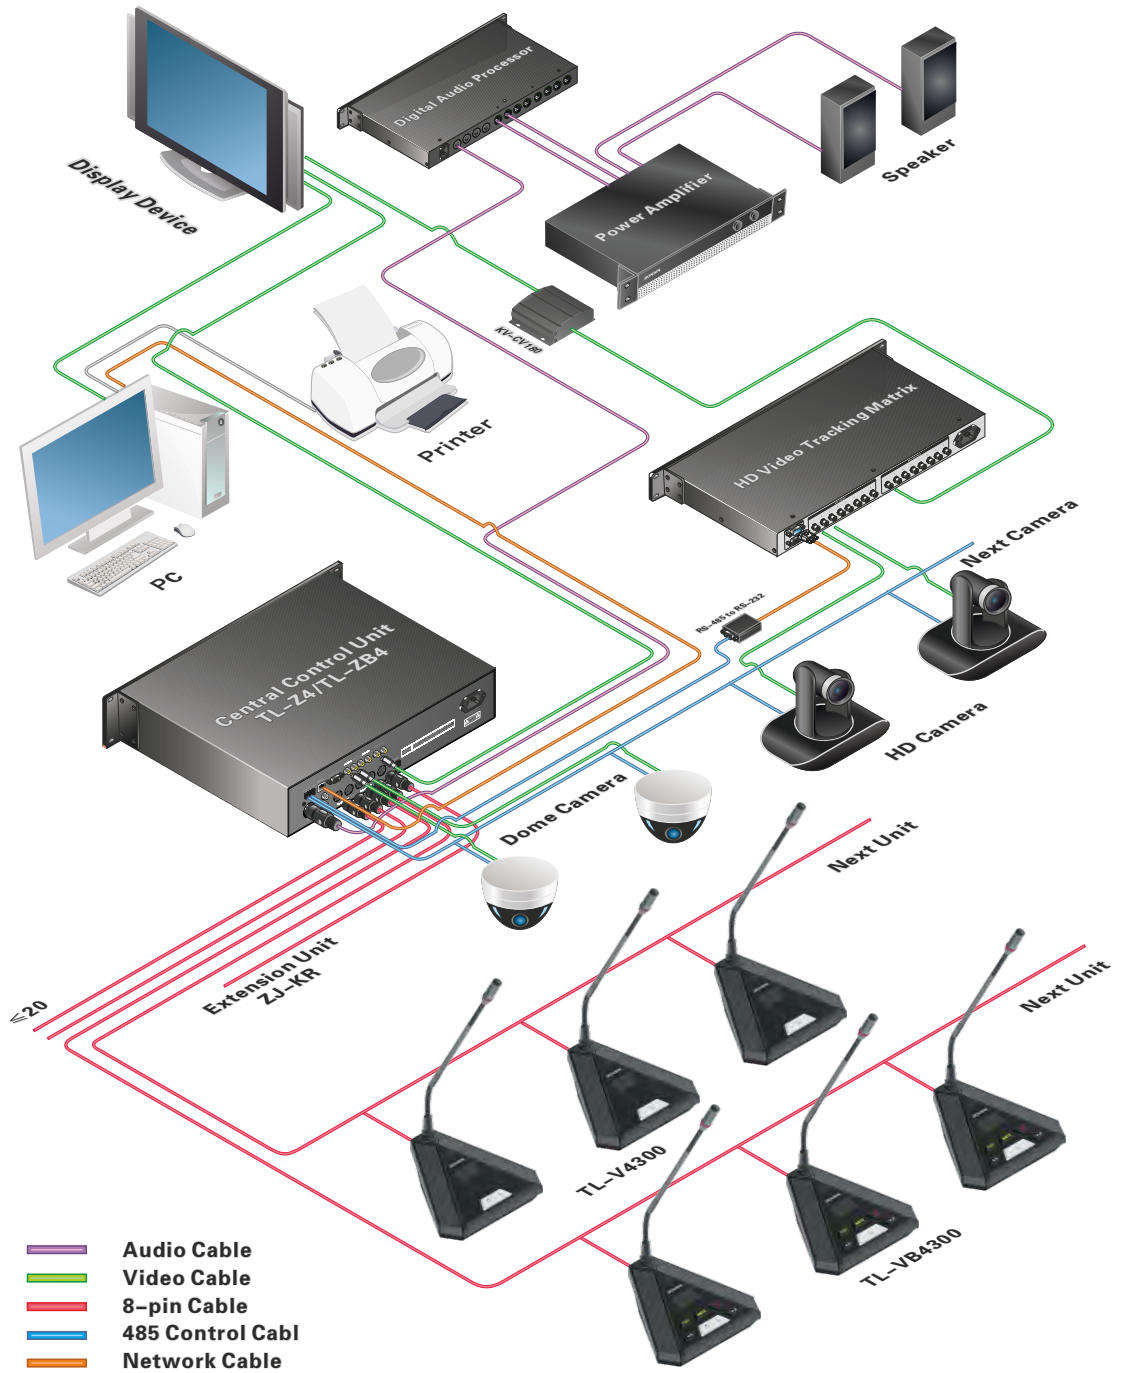 Digital Audio Processor
Display Device
Speaker
Power Amplifier
KV-CV180
Printer
HD Video Tracking Matrix
PC
Next Camera
RS-485 to RS-232
Central Control Unit
TL-Z4/TL-ZB4
HD Camera
Dome Camera
Next Unit
Extension Unit
ZJ-KR
≤20
Next Unit
TL-V4300
TL-VB4300
Audio Cable
Video Cable
8-pin Cable
485 Control Cabl
Network Cable